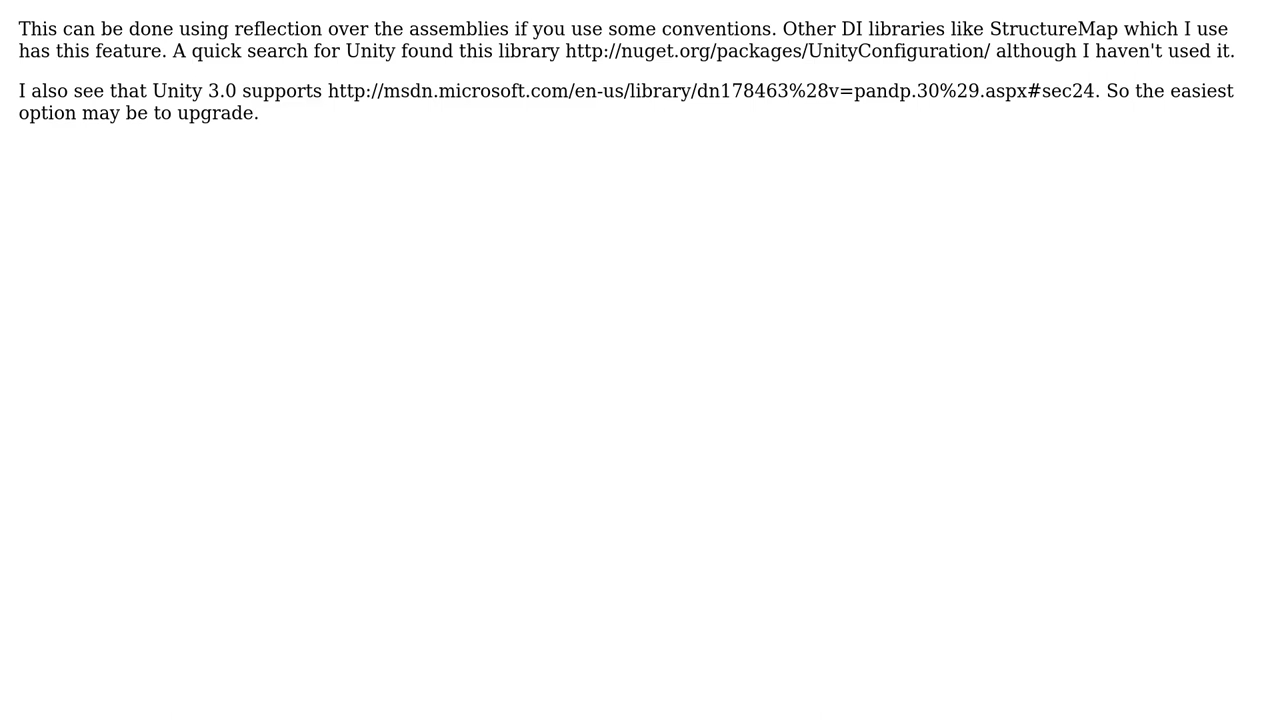 This can be done using reflection over the assemblies if you use some conventions. Other DI libraries like StructureMap which I use
has this feature. A quick search for Unity found this library http://nuget.org/packages/UnityConfiguration/ although I haven't used it.
I also see that Unity 3.0 supports http://msdn.microsoft.com/en-us/library/dn178463%28v=pandp.30%29.aspx#sec24. So the easiest
option may be to upgrade.